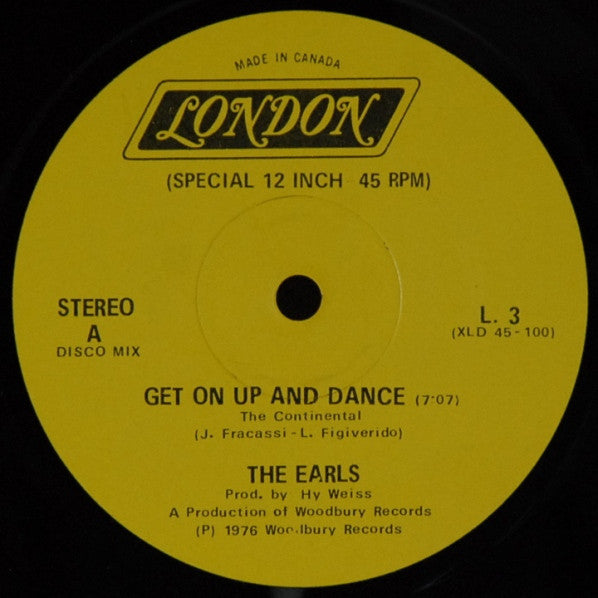 MADE IN CANADA
LONDON
(SPECIAL 12 INCH 45 RPM)
STEREO
A
DISCO MIX
L. 3
(XLD 45-100)
GET ON UP AND DANCE (7:07)
The Continental
(J. Fracassi - L. Figiverido)
THE EARLS
Prod. by Hy Weiss
A Production of Woodbury Records
(P) 1976 Woodbury Records